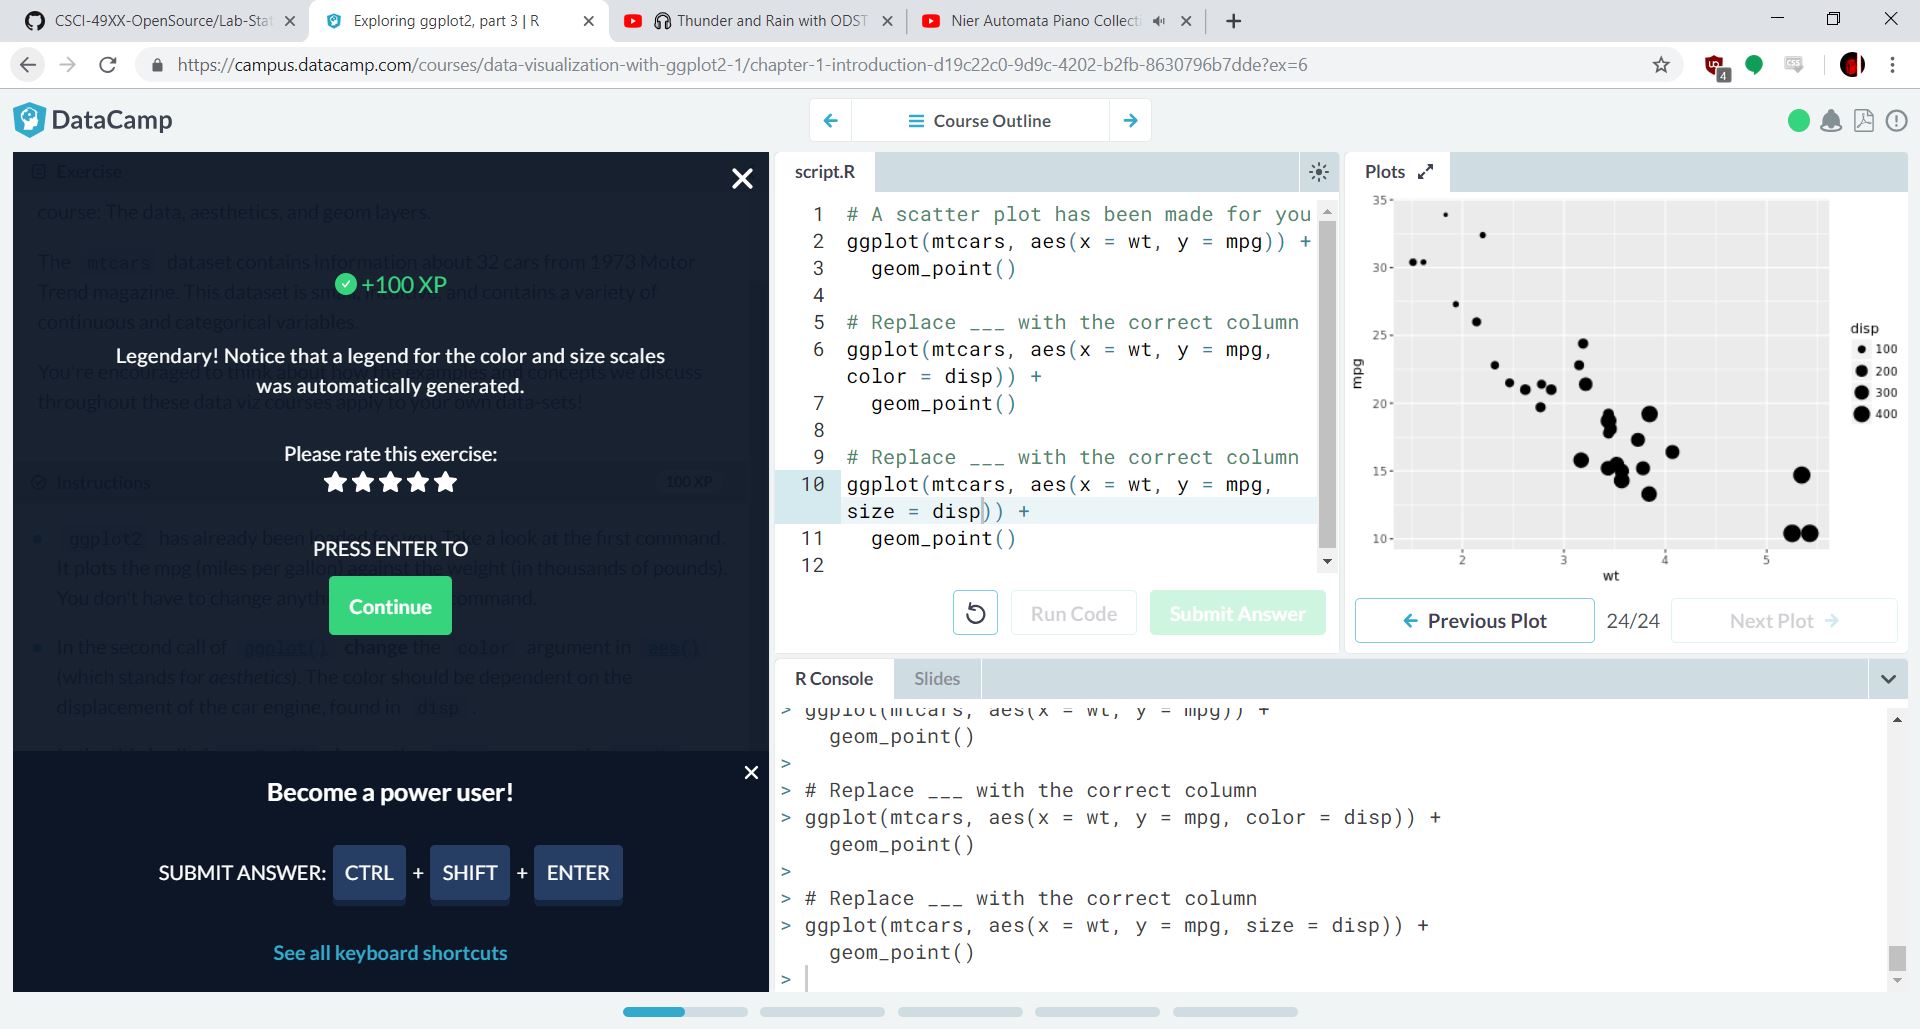 CSCI-49XX-OpenSource/Lab-Stat
Exploring ggplot2, part 3 | R
Thunder and Rain with ODST
Nier Automata Piano Collecti
https://campus.datacamp.com/courses/data-visualization-with-ggplot2-1/chapter-1-introduction-d19c22c0-9d9c-4202-b2fb-8630796b7dde?ex=6
4
css
DataCamp
Course Outline
Exercise
course: The data, aesthetics, and geom layers.
The mtcars dataset contains information about 32 cars from 1973 Motor
Trend magazine. This dataset is small, intuitive, and contains a variety of
continuous and categorical variables.
+100 XP
Legendary! Notice that a legend for the color and size scales
was automatically generated.
You're encouraged to think about how the examples and concepts we discuss
throughout these data viz courses apply to your own data-sets!
Please rate this exercise:
Instructions
100 XP
ggplot2 has already been loaded for you. Take a look at the first command.
It plots the mpg (miles per gallon) against the weight (in thousands of pounds).
You don't have to change anything command.
PRESS ENTER TO
Continue
In the second call of ggplot() change the color argument in aes()
(which stands for aesthetics). The color should be dependent on the
displacement of the car engine, found in disp.
Become a power user!
SUBMIT ANSWER: CTRL + SHIFT + ENTER
See all keyboard shortcuts
script.R
1 # A scatter plot has been made for you
2 ggplot(mtcars, aes(x = wt, y = mpg)) +
3 geom_point()
4
5 # Replace ___ with the correct column
6 ggplot(mtcars, aes(x = wt, y = mpg,
color = disp)) +
7 geom_point()
8
9 # Replace ___ with the correct column
10 ggplot(mtcars, aes(x = wt, y = mpg,
size = disp)) +
11 geom_point()
12
Run Code
Submit Answer
Plots
35
30
25
20
15
10
mpg
2 3 4 5
wt
disp
100
200
300
400
Previous Plot
24/24
Next Plot
R Console
Slides
> ggplot(mtcars, aes(x = wt, y = mpg)) +
geom_point()
>
> # Replace ___ with the correct column
> ggplot(mtcars, aes(x = wt, y = mpg, color = disp)) +
geom_point()
>
> # Replace ___ with the correct column
> ggplot(mtcars, aes(x = wt, y = mpg, size = disp)) +
geom_point()
>